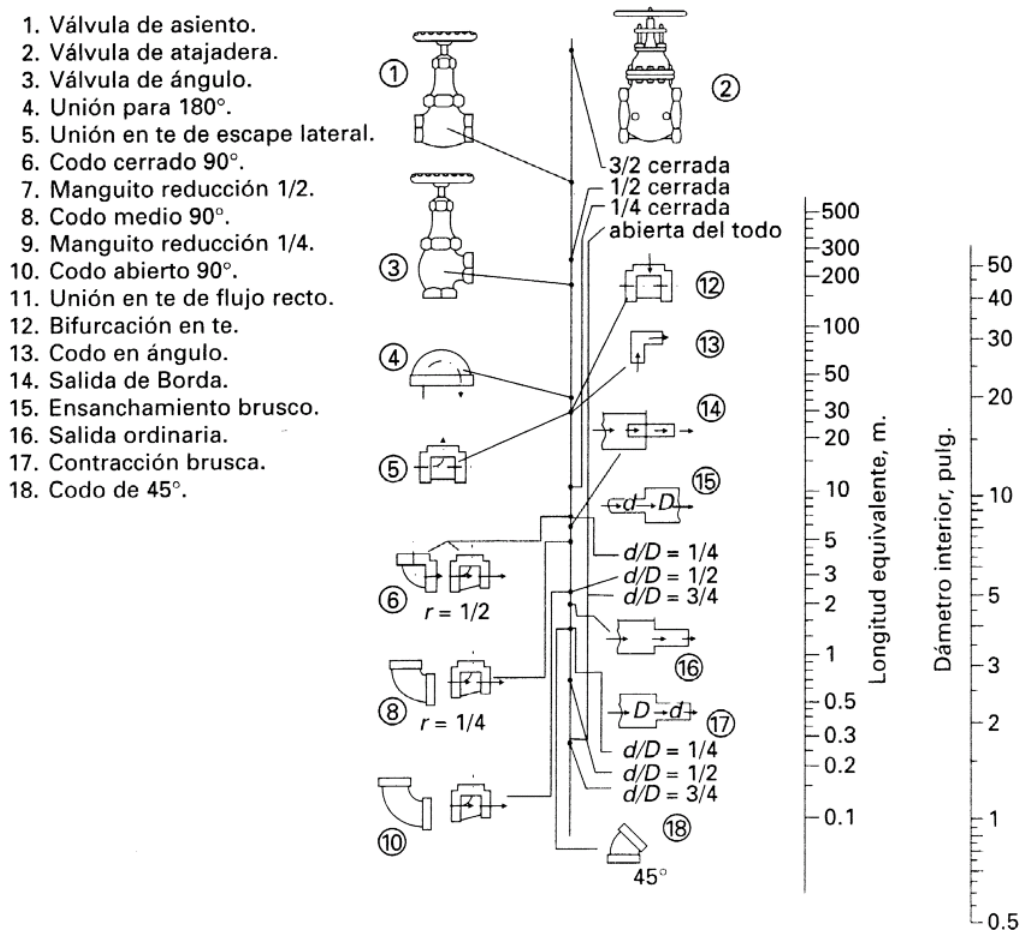 1. Válvula de asiento.
2. Válvula de atajadera.
3. Válvula de ángulo.
4. Unión para 180°.
5. Unión en te de escape lateral.
6. Codo cerrado 90°.
7. Manguito reducción 1/2.
8. Codo medio 90°.
9. Manguito reducción 1/4.
10. Codo abierto 90°.
11. Unión en te de flujo recto.
12. Bifurcación en te.
13. Codo en ángulo.
14. Salida de Borda.
15. Ensanchamiento brusco.
16. Salida ordinaria.
17. Contracción brusca.
18. Codo de 45°.
1
2
3/2 cerrada
1/2 cerrada
1/4 cerrada
abierta del todo
3
12
4
13
14
5
15
d D
d/D = 1/4
d/D = 1/2
d/D = 3/4
6
r = 1/2
16
8
r = 1/4
D d
17
d/D = 1/4
d/D = 1/2
d/D = 3/4
10
18
45°
500
300
200
100
50
30
20
10
5
3
2
1
0.5
0.3
0.2
0.1
Longitud equivalente, m.
Dámetro interior, pulg.
50
40
30
20
10
5
3
2
1
0.5